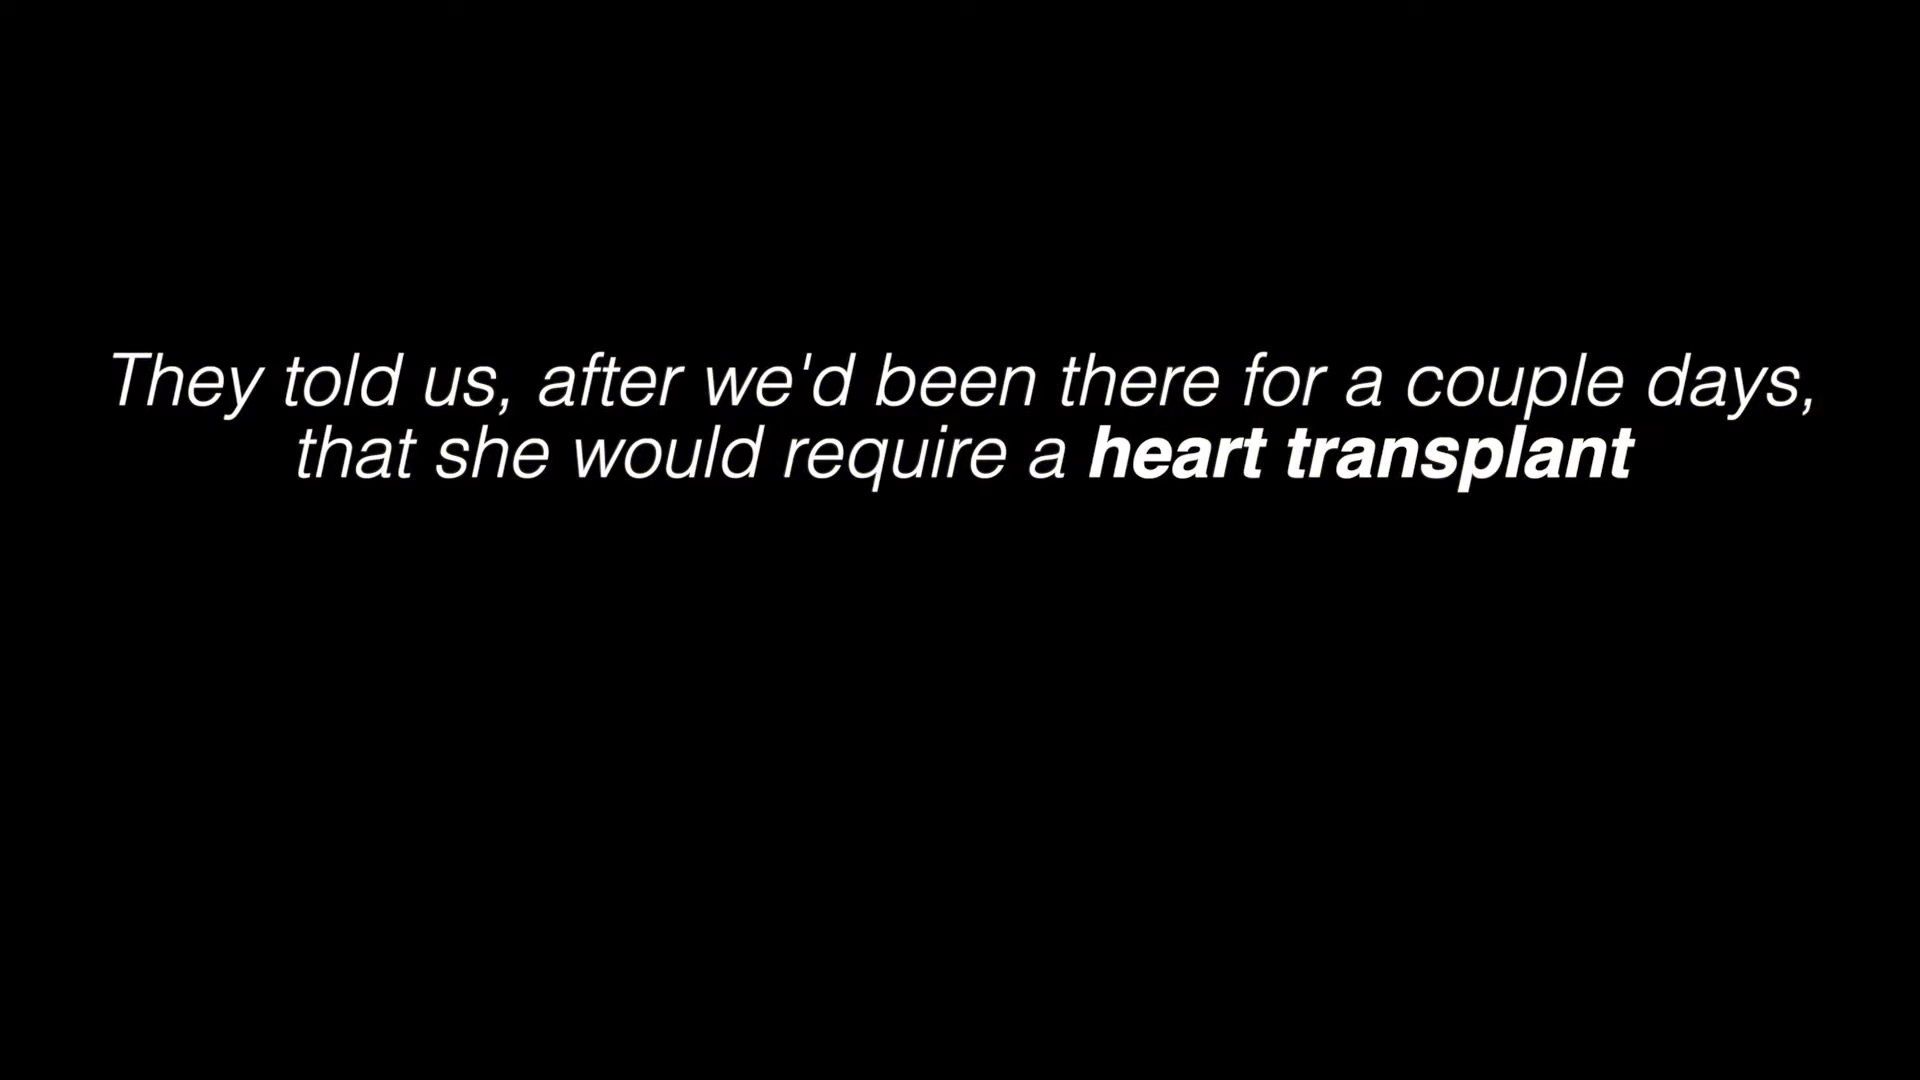 They told us, after we'd been there for a couple days,
that she would require a heart transplant